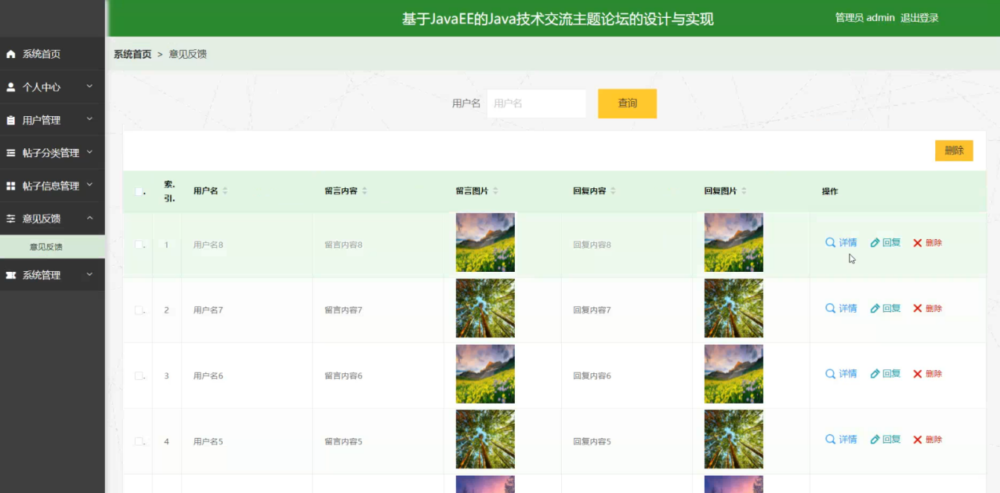 基于JavaEE的Java技术交流主题论坛的设计与实现
管理员 admin 退出登录
系统首页
个人中心
用户管理
帖子分类管理
帖子信息管理
意见反馈
意见反馈
系统管理
系统首页 > 意见反馈
用户名 用户名 查询
删除
索. 引. 用户名 留言内容 留言图片 回复内容 回复图片 操作
1 用户名8 留言内容8 回复内容8 详情 回复 删除
2 用户名7 留言内容7 回复内容7 详情 回复 删除
3 用户名6 留言内容6 回复内容6 详情 回复 删除
4 用户名5 留言内容5 回复内容5 详情 回复 删除